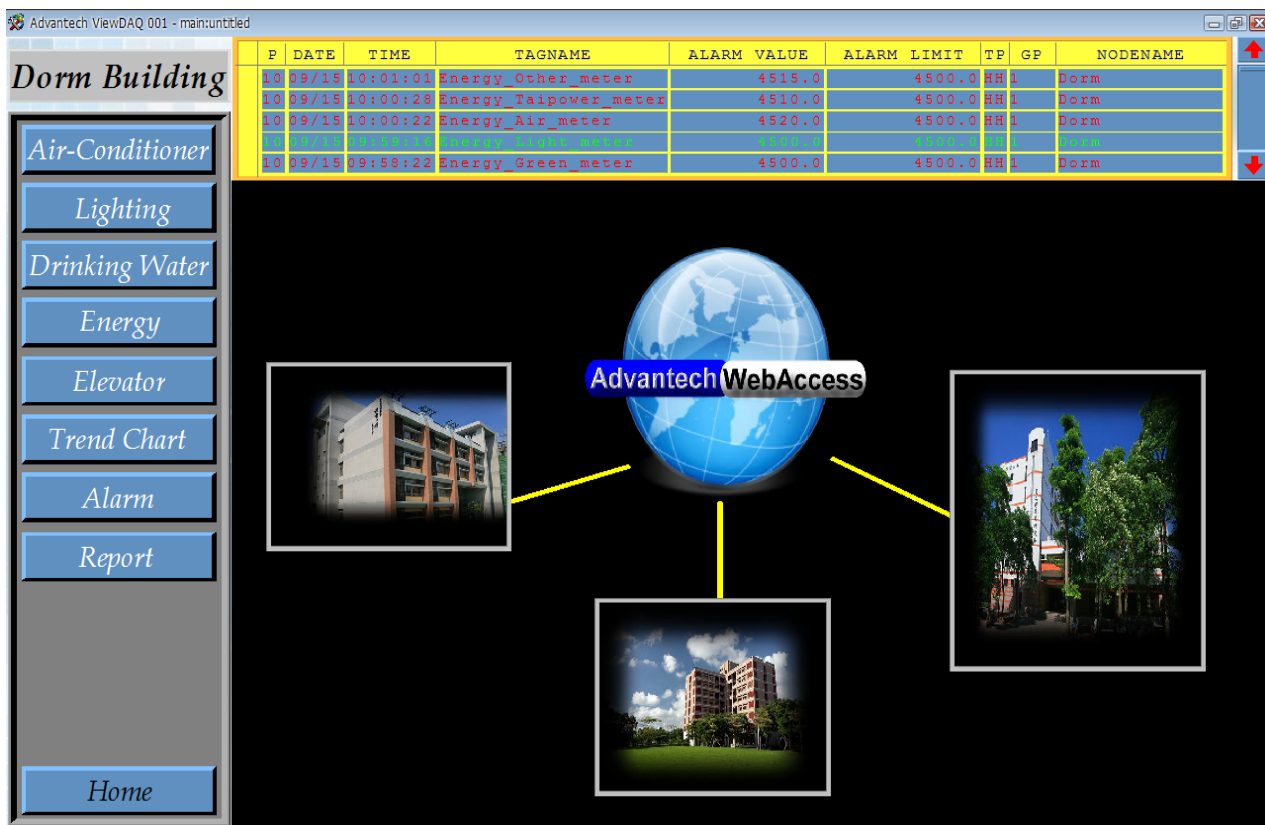 Advantech ViewDAQ 001 - main:untitled
Dorm Building
P DATE TIME TAGNAME ALARM VALUE ALARM LIMIT TP GP NODENAME
10 09/15 10:01:01 Energy_Other_meter 4515.0 4500.0 HH 1 Dorm
10 09/15 10:00:28 Energy_Taipower_meter 4510.0 4500.0 HH 1 Dorm
10 09/15 10:00:22 Energy_Air_meter 4520.0 4500.0 HH 1 Dorm
10 09/15 09:59:16 Energy_Light_meter 4500.0 4500.0 HH 1 Dorm
10 09/15 09:58:22 Energy_Green_meter 4500.0 4500.0 HH 1 Dorm
Air-Conditioner
Lighting
Drinking Water
Energy
Elevator
Trend Chart
Alarm
Report
Home
Advantech WebAccess